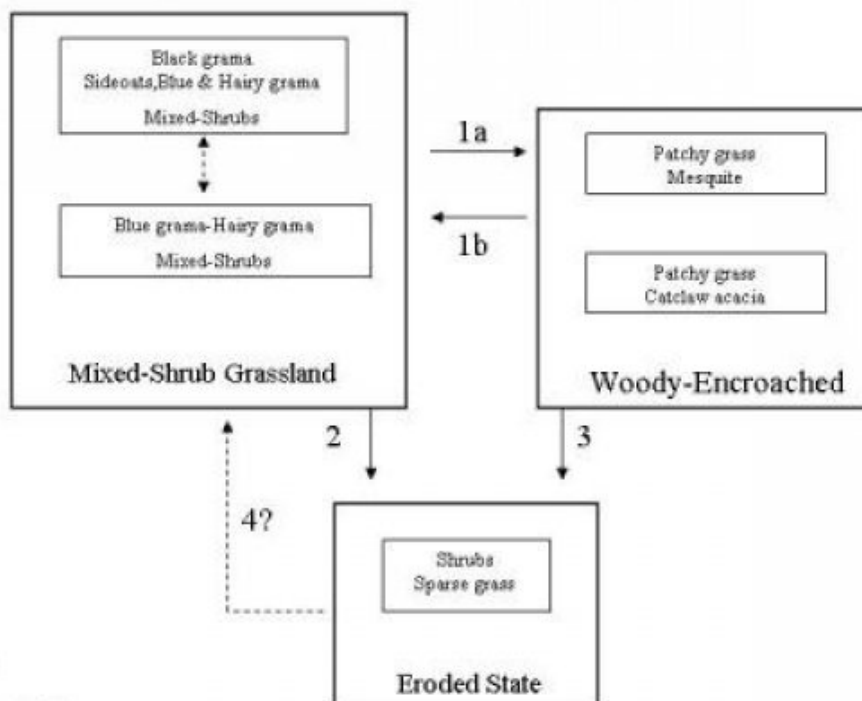 Black grama
Sideoats,Blue & Hairy grama
Mixed-Shrubs
Blue grama-Hairy grama
Mixed-Shrubs
Mixed-Shrub Grassland
1a
1b
Patchy grass
Mesquite
Patchy grass
Catclaw acacia
Woody-Encroached
2
3
4?
Shrubs
Sparse grass
Eroded State